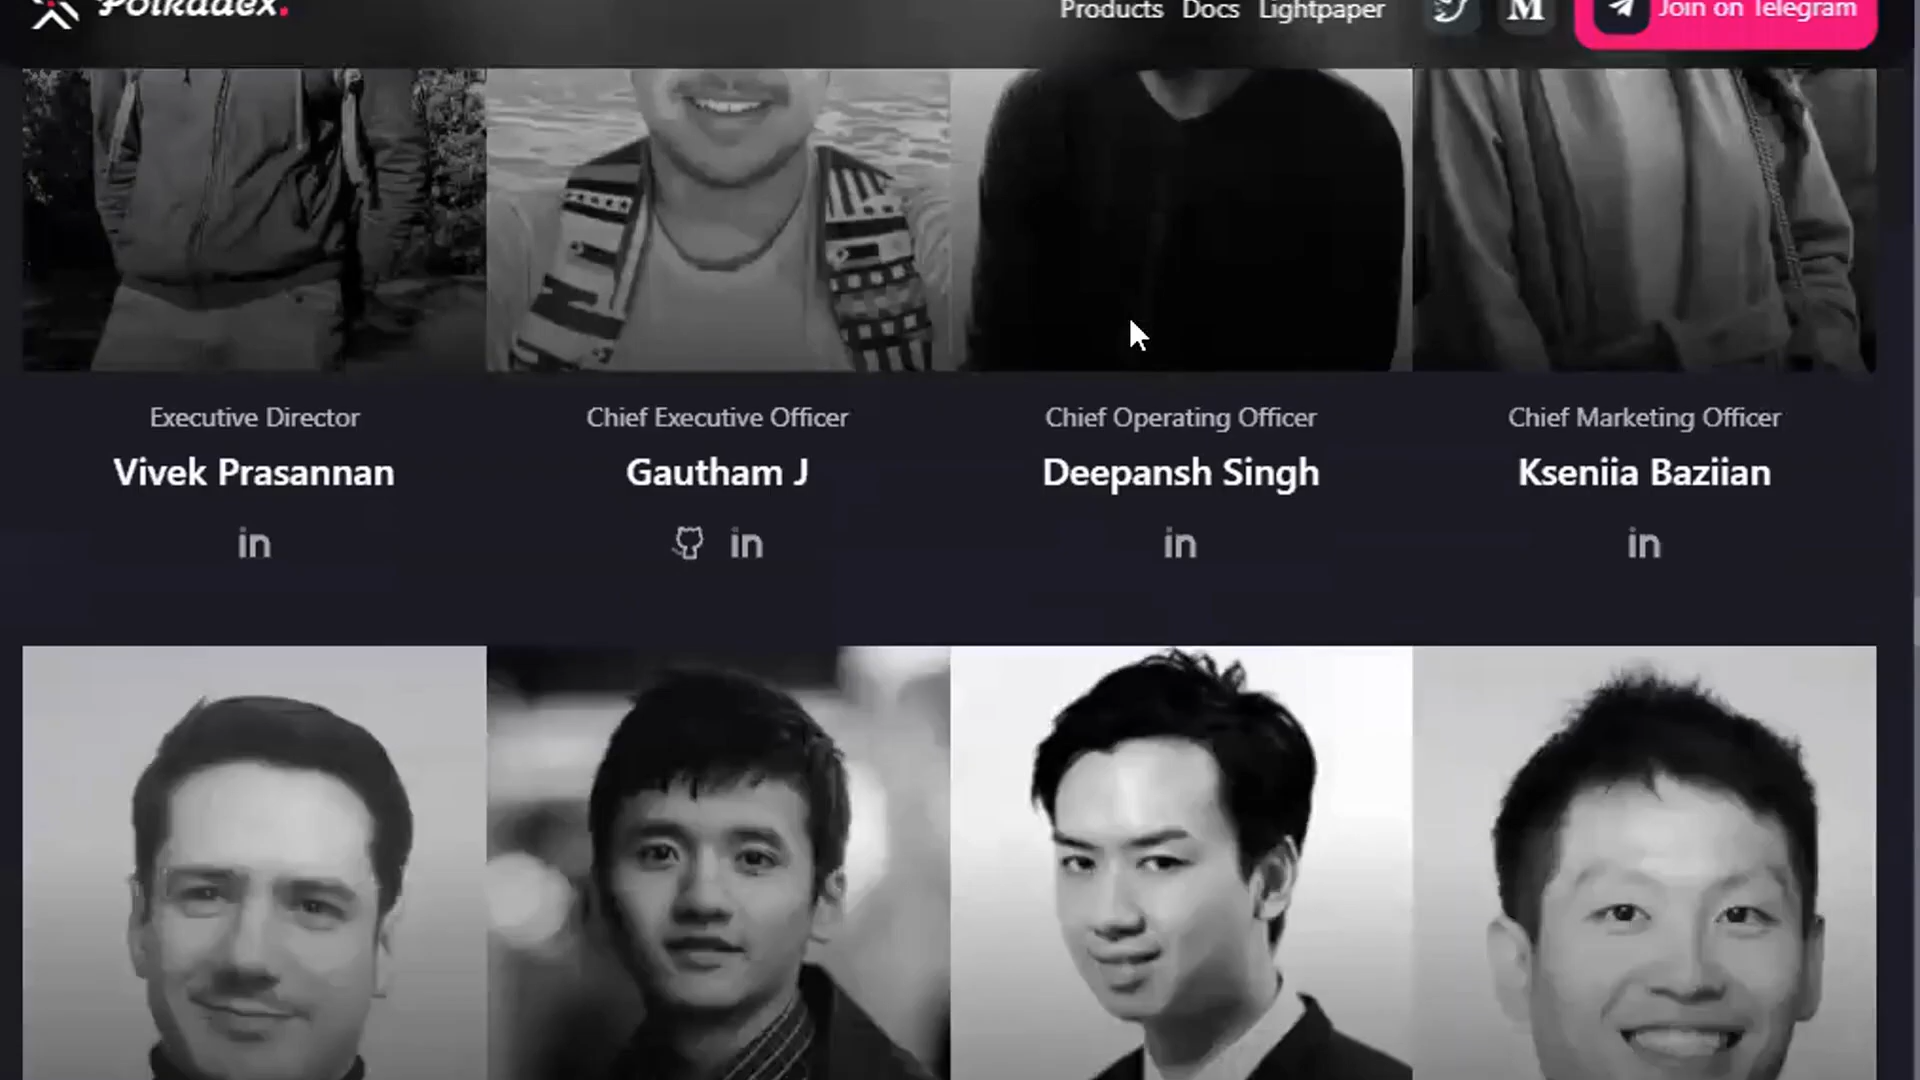 Polkadex.
Products Docs Lightpaper M Join on Telegram
Executive Director
Vivek Prasannan
in
Chief Executive Officer
Gautham J
in
Chief Operating Officer
Deepansh Singh
in
Chief Marketing Officer
Kseniia Baziian
in